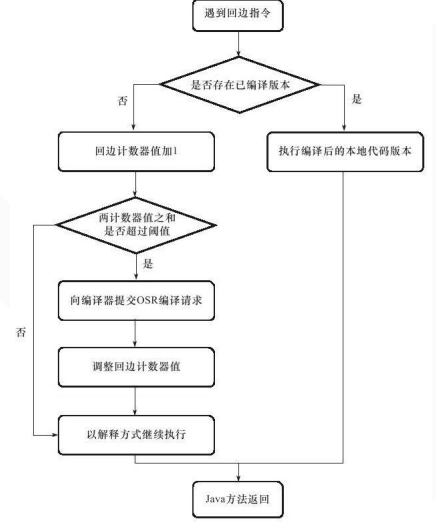 遇到回边指令
是否存在已编译版本
否
是
回边计数器值加1
执行编译后的本地代码版本
两计数器值之和
是否超过阈值
是
向编译器提交OSR编译请求
否
调整回边计数器值
以解释方式继续执行
Java方法返回